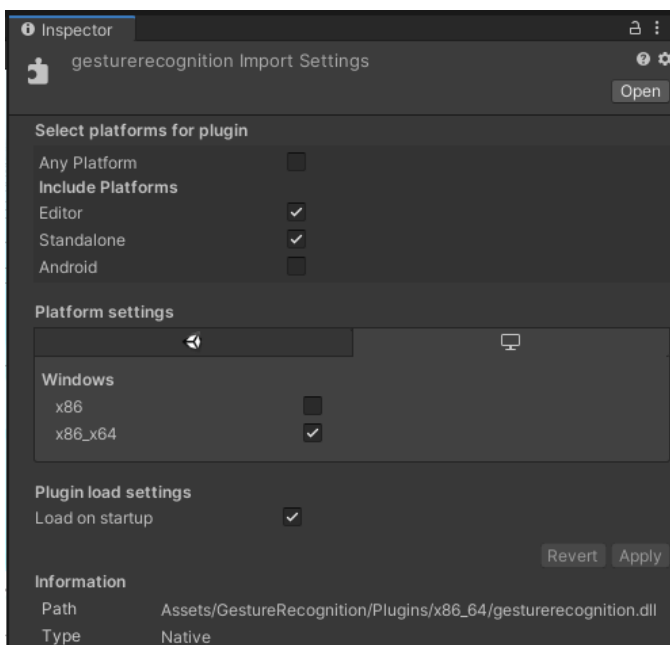 Inspector
gesturerecognition Import Settings
Open
Select platforms for plugin
Any Platform
Include Platforms
Editor
Standalone
Android
Platform settings
Windows
x86
x86_x64
Plugin load settings
Load on startup
Revert Apply
Information
Path Assets/GestureRecognition/Plugins/x86_64/gesturerecognition.dll
Type Native